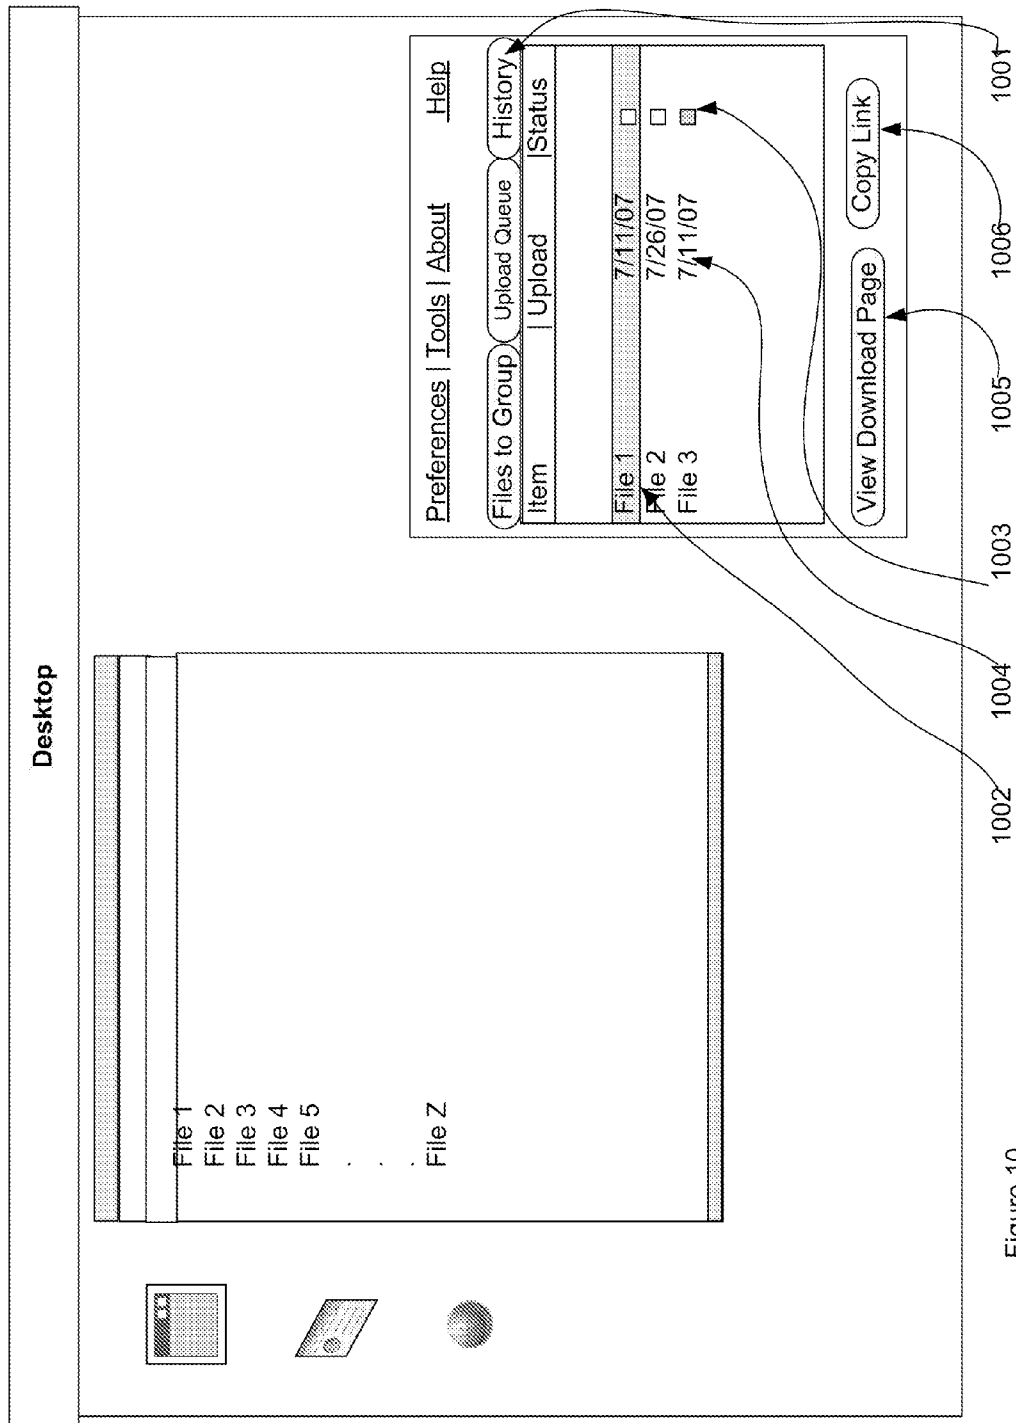 Desktop
File 1
File 2
File 3
File 4
File 5
.
.
.
File Z
Preferences | Tools | About Help
Files to Group Upload Queue History
Item | Upload |Status
File 1 7/11/07
File 2 7/26/07
File 3 7/11/07
View Download Page Copy Link
1002
1004
1003
1005
1006
1001
Figure 10